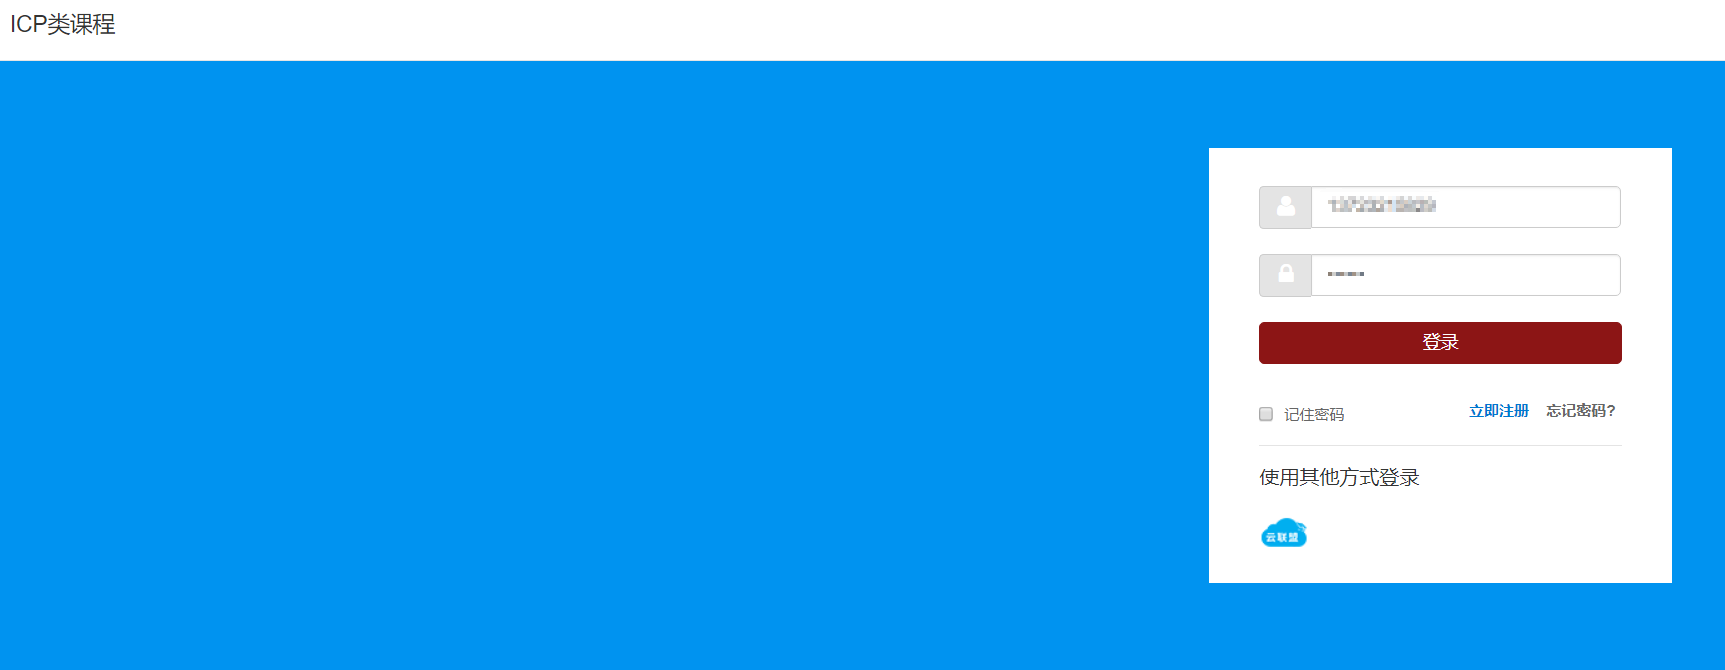 ICP类课程
登录
记住密码
立即注册 忘记密码?
使用其他方式登录
云联盟